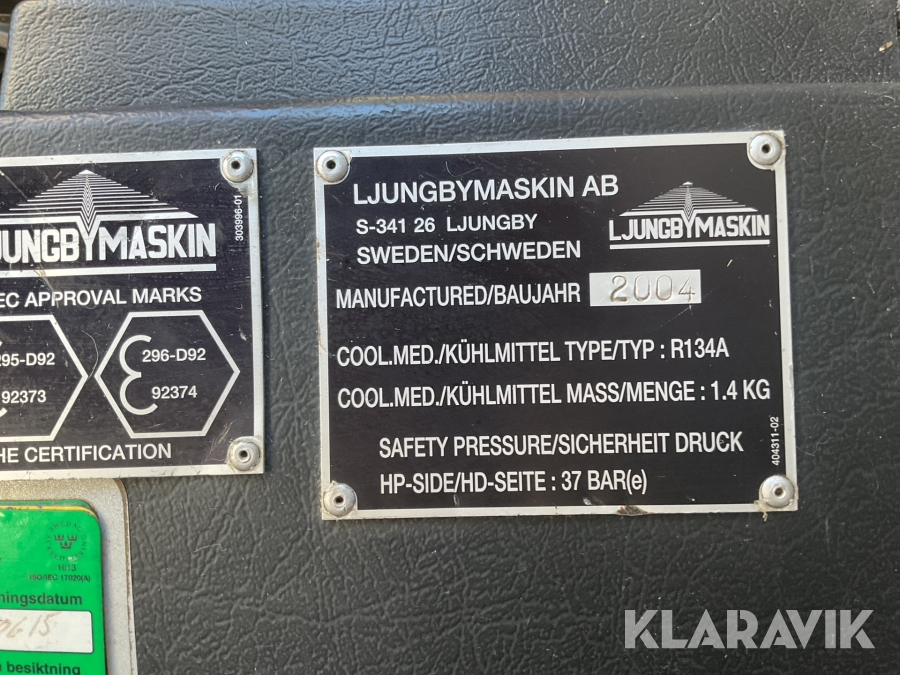 JUNGBYMASKIN
303996-01
EC APPROVAL MARKS
295-D92
92373
296-D92
92374
HE CERTIFICATION
LJUNGBYMASKIN AB
S-341 26 LJUNGBY
SWEDEN/SCHWEDEN
LJUNGBYMASKIN
MANUFACTURED/BAUJAHR 2004
COOL.MED./KÜHLMITTEL TYPE/TYP : R134A
COOL.MED./KÜHLMITTEL MASS/MENGE : 1.4 KG
SAFETY PRESSURE/SICHERHEIT DRUCK
HP-SIDE/HD-SEITE : 37 BAR(e)
404311-02
ISO/IEC 17020(A)
ningsdatum
besiktning
KLARAVIK